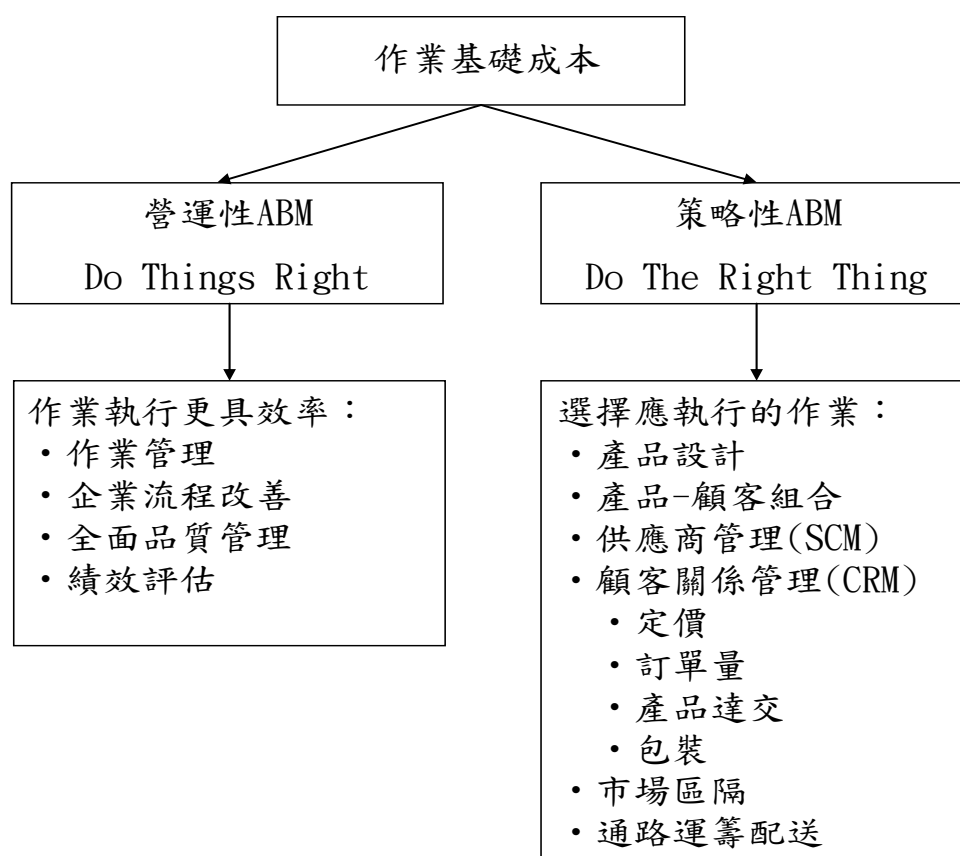 作業基礎成本
營運性ABM
Do Things Right
策略性ABM
Do The Right Thing
作業執行更具效率：
・作業管理
・企業流程改善
・全面品質管理
・績效評估
選擇應執行的作業：
・產品設計
・產品-顧客組合
・供應商管理(SCM)
・顧客關係管理(CRM)
・定價
・訂單量
・產品達交
・包裝
・市場區隔
・通路運籌配送